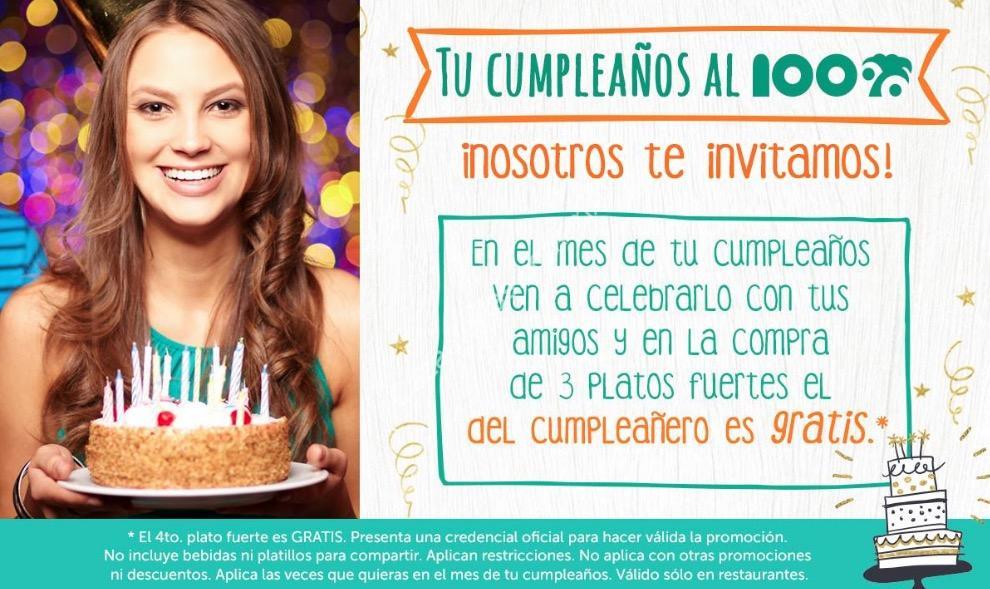 Tu cumpleaños al 100%
¡Nosotros te invitamos!
En el mes de tu cumpleaños
ven a celebrarlo con tus
amigos y en la compra
de 3 platos fuertes el
del cumpleañero es gratis.*
* El 4to. plato fuerte es GRATIS. Presenta una credencial oficial para hacer válida la promoción.
No incluye bebidas ni platillos para compartir. Aplican restricciones. No aplica con otras promociones
ni descuentos. Aplica las veces que quieras en el mes de tu cumpleaños. Válido sólo en restaurantes.